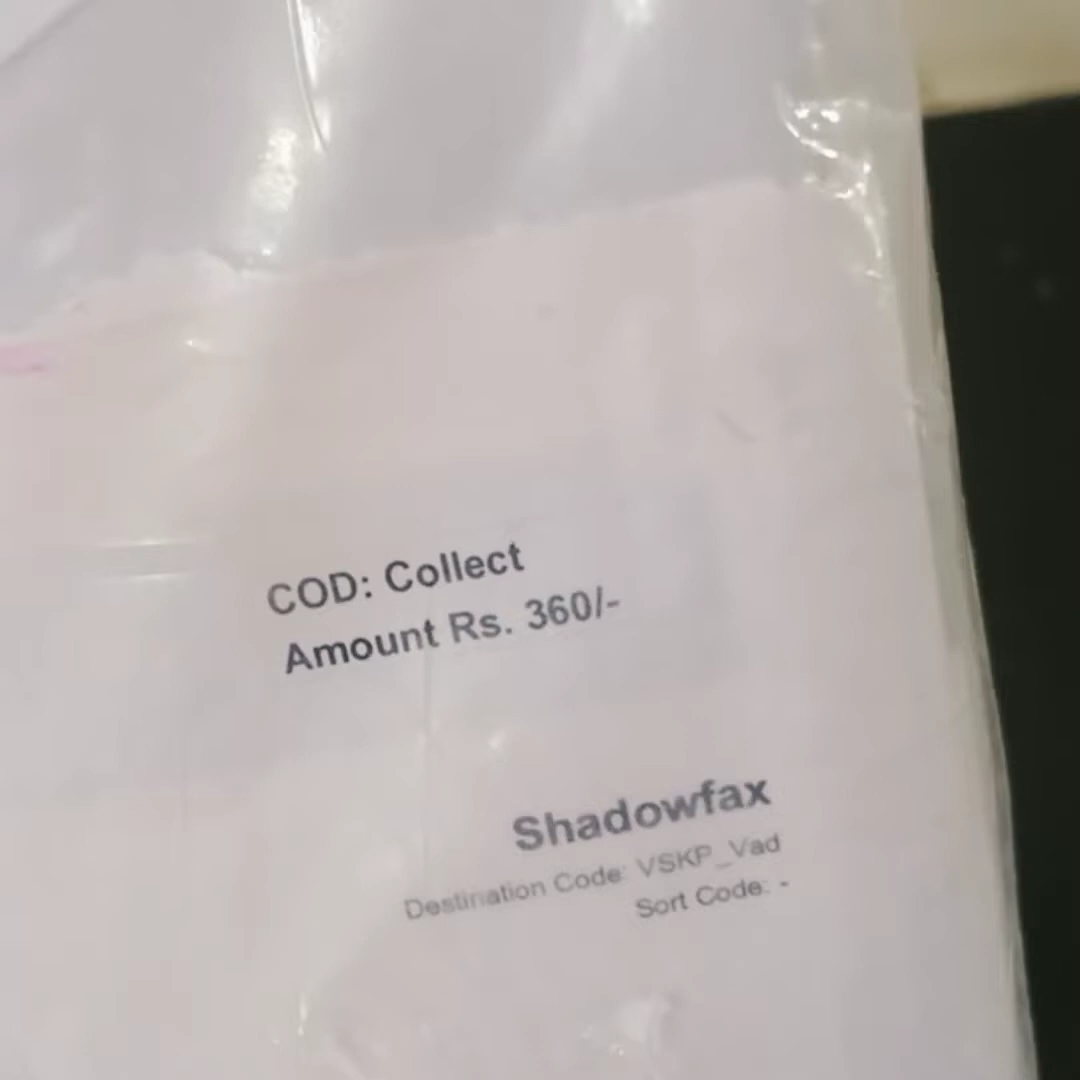 COD: Collect
Amount Rs. 360/-
Shadowfax
Destination Code: VSKP_Vad
Sort Code: -